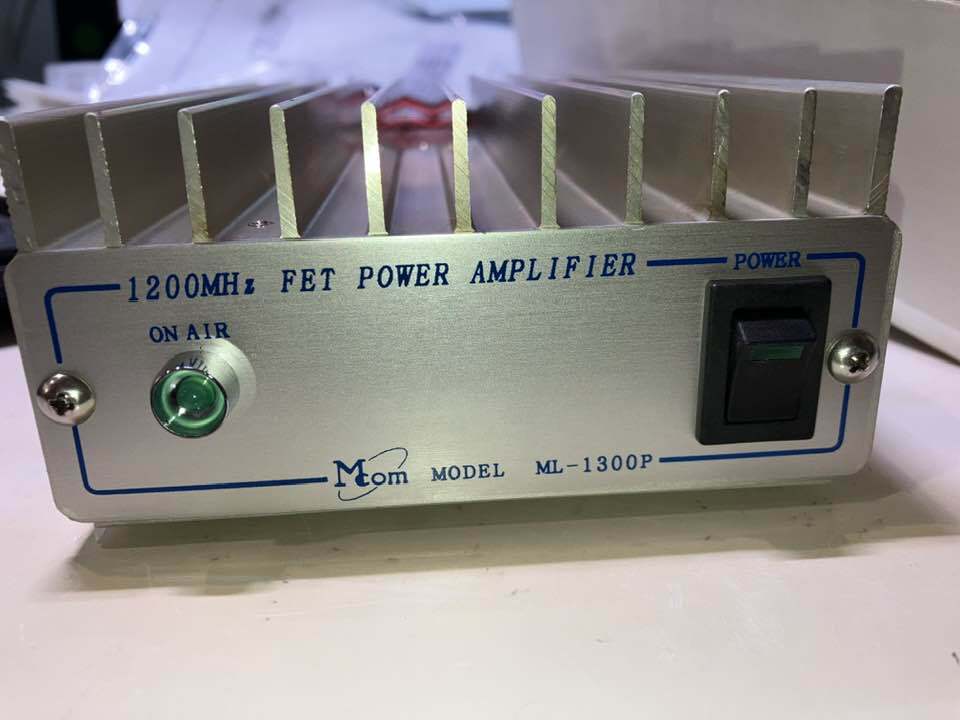 1200MHz FET POWER AMPLIFIER
POWER
ON AIR
Mcom MODEL ML-1300P